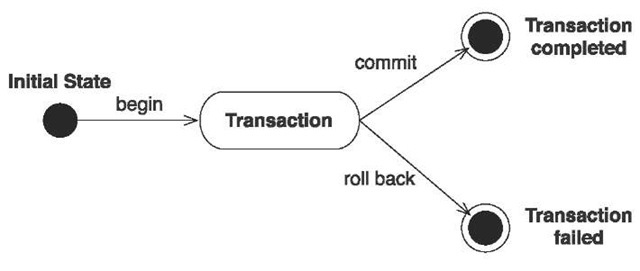 Initial State
begin
Transaction
commit
Transaction
completed
roll back
Transaction
failed